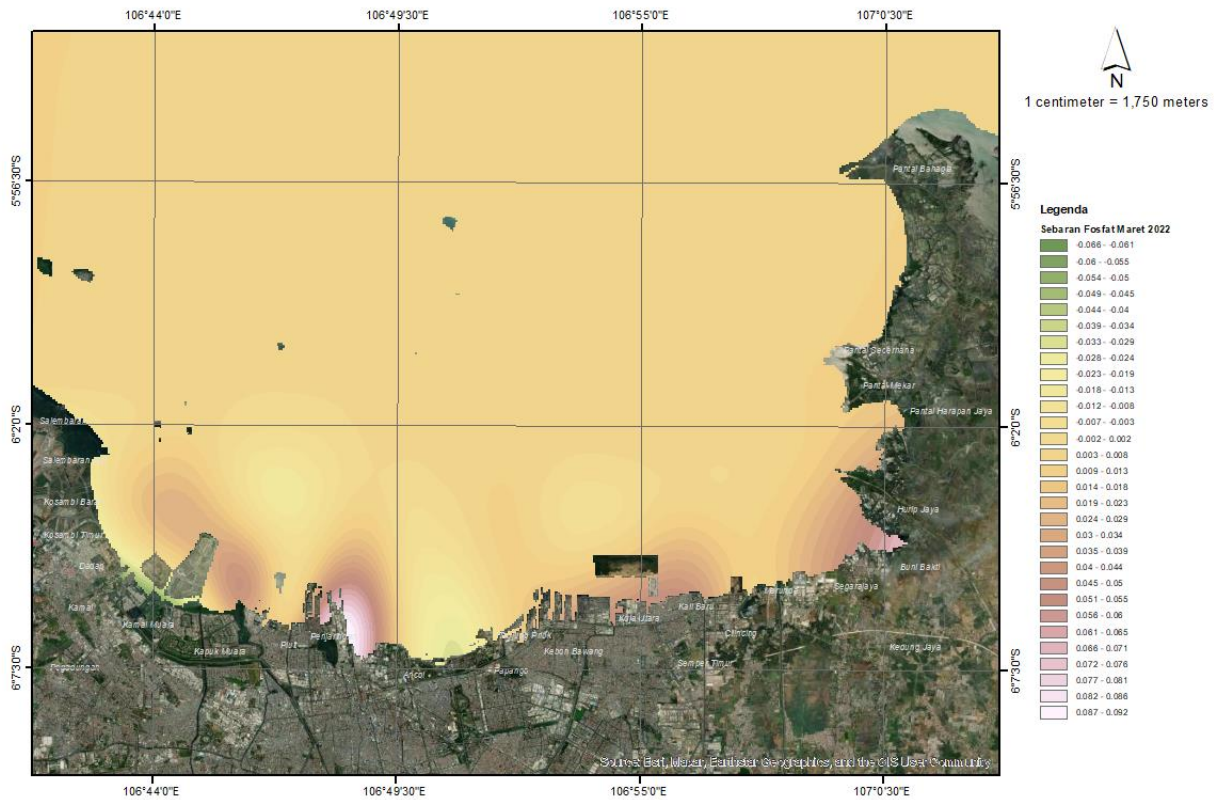 106°44'0"E 106°49'30"E 106°55'0"E 107°0'30"E
N
1 centimeter = 1,750 meters
5°56'30"S
5°56'30"S
Pantai Bahagia
Legenda
Sebaran Fosfat Maret 2022
-0.066 - -0.061
-0.06 - -0.055
-0.054 - -0.05
-0.049 - -0.045
-0.044 - -0.04
-0.039 - -0.034
-0.033 - -0.029
-0.028 - -0.024
-0.023 - -0.019
-0.018 - -0.013
-0.012 - -0.008
-0.007 - -0.003
-0.002 - 0.002
0.003 - 0.008
0.009 - 0.013
0.014 - 0.018
0.019 - 0.023
0.024 - 0.029
0.03 - 0.034
0.035 - 0.039
0.04 - 0.044
0.045 - 0.05
0.051 - 0.055
0.056 - 0.06
0.061 - 0.065
0.066 - 0.071
0.072 - 0.076
0.077 - 0.081
0.082 - 0.086
0.087 - 0.092
Pantai Sederhana
Pantai Mekar
Pantai Harapan Jaya
6°2'0"S
6°2'0"S
Salembaran
Salembaran
Kosambi Bara
Hurip Jaya
Kosambi Timur
Dadap
Buni Bakti
Segarajaya
Kamal
Kali Baru
Koja Utara
Kamal Muara
Cilincing
Penjar
Pluit
Kapuk Muara
Kebon Bawang
Kedung Jaya
Semper Timur
Papango
Ancol
6°7'30"S
6°7'30"S
Source: Esri, Maxar, Earthstar Geographics, and the GIS User Community
106°44'0"E 106°49'30"E 106°55'0"E 107°0'30"E